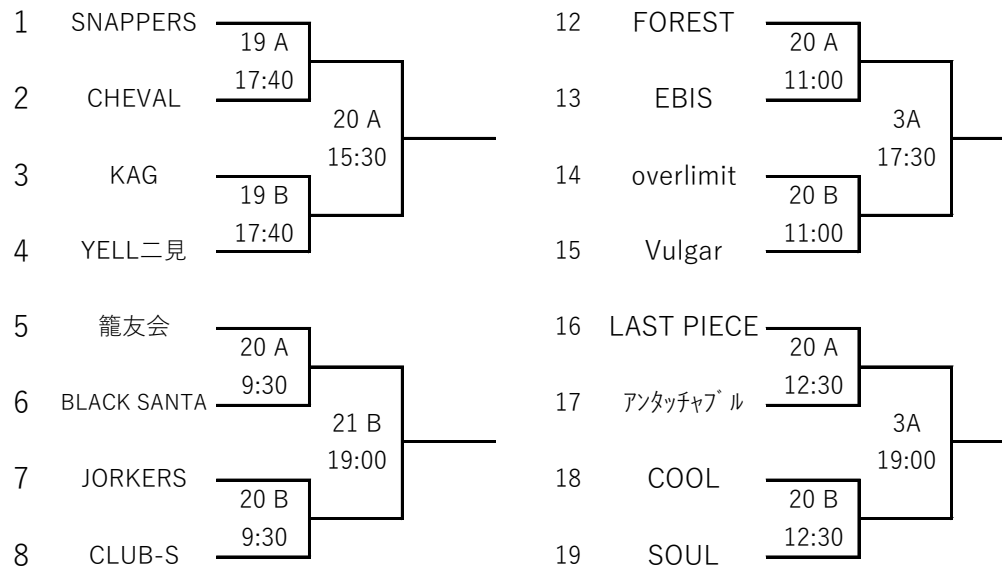 1 SNAPPERS
19 A
17:40
2 CHEVAL
20 A
15:30
3 KAG
19 B
17:40
4 YELL二見
5 籠友会
20 A
9:30
6 BLACK SANTA
21 B
19:00
7 JORKERS
20 B
9:30
8 CLUB-S
12 FOREST
20 A
11:00
13 EBIS
3A
17:30
14 overlimit
20 B
11:00
15 Vulgar
16 LAST PIECE
20 A
12:30
17 ｱﾝﾀｯﾁｬﾌﾞﾙ
3A
19:00
18 COOL
20 B
12:30
19 SOUL